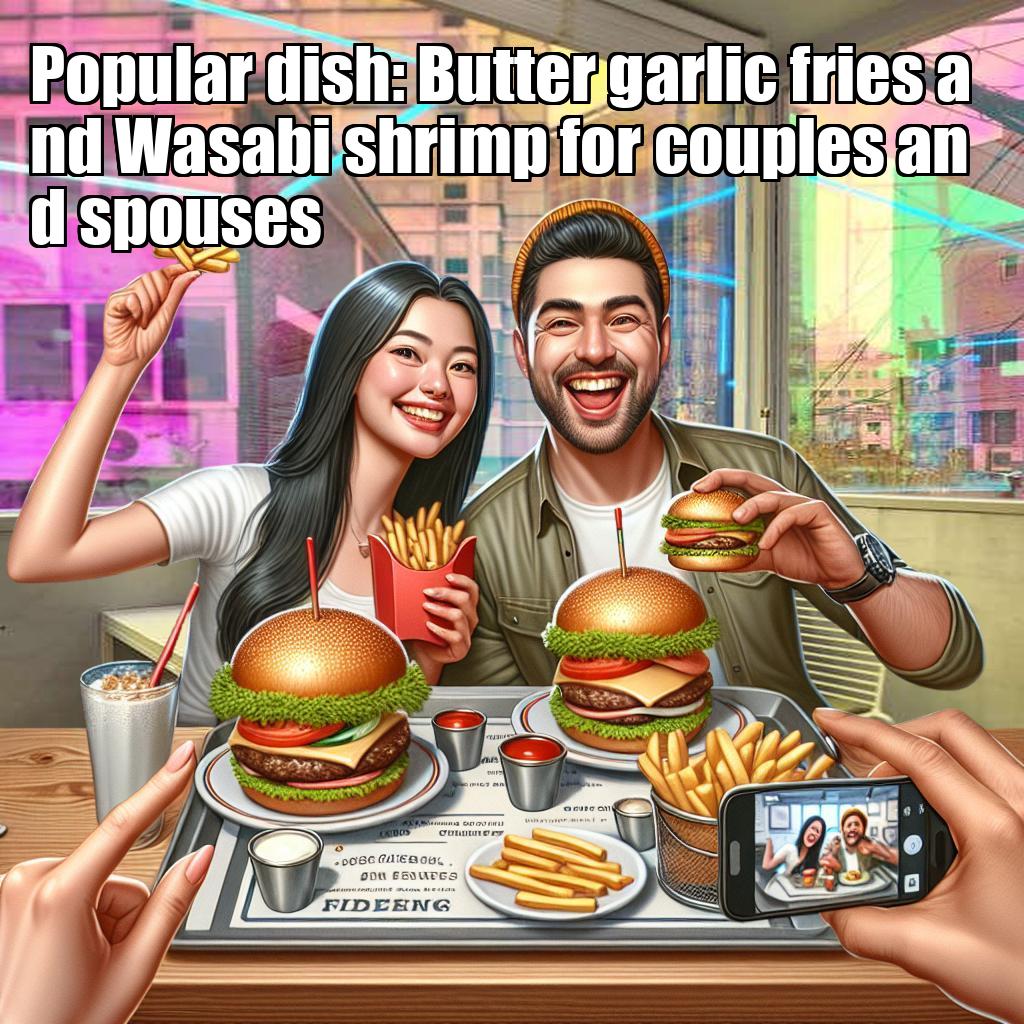 Popular dish: Butter garlic fries a
nd Wasabi shrimp for couples an
d spouses
FIDEENG